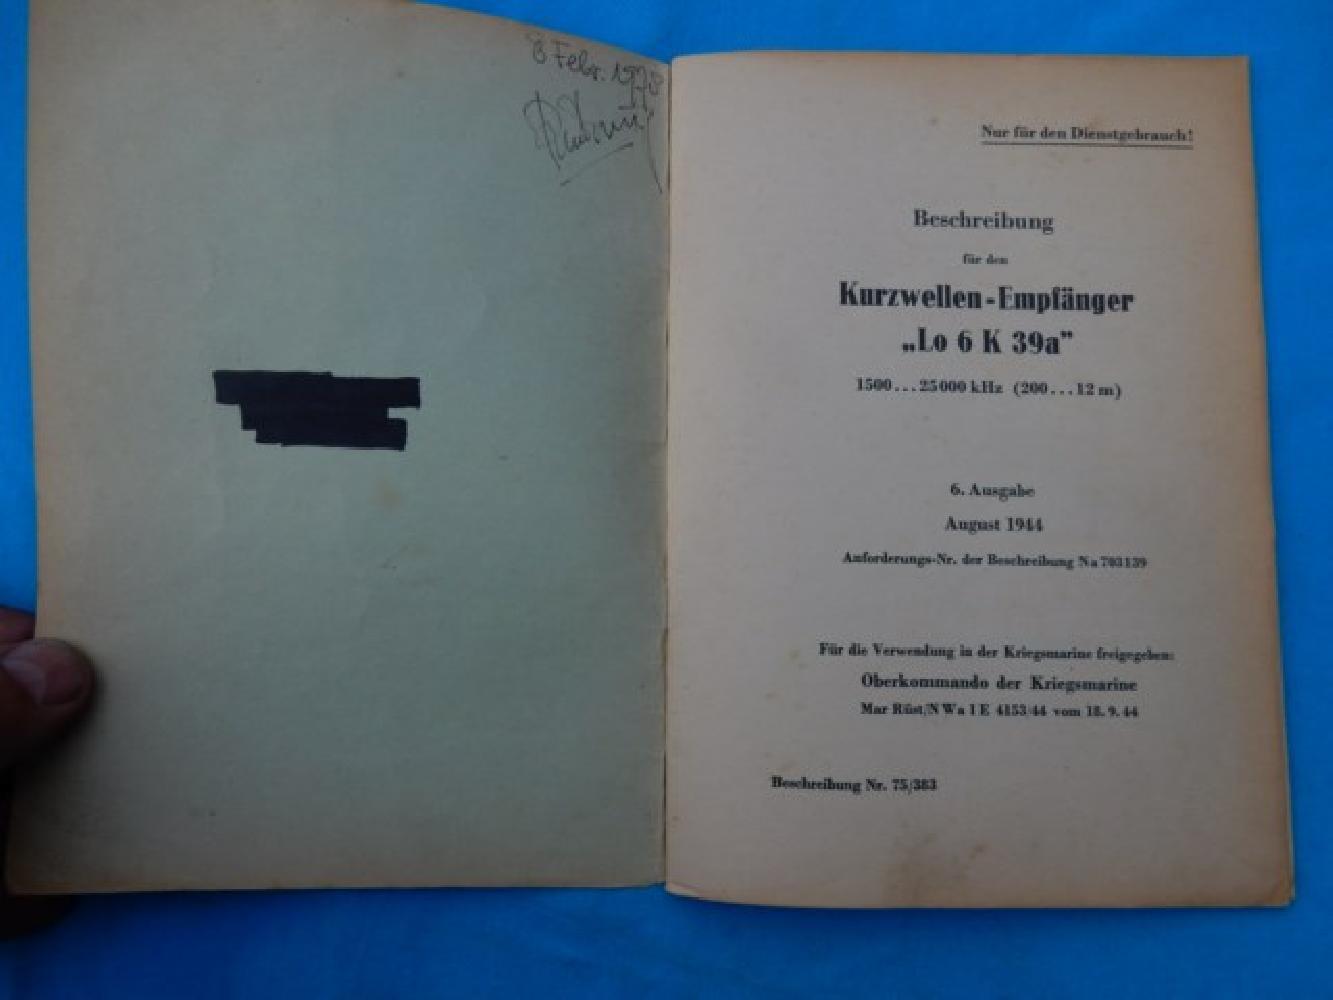 8 Febr. 1978
Nur für den Dienstgebrauch!
Beschreibung
für den
Kurzwellen-Empfänger
„Lo 6 K 39a”
1500...25000 kHz (200...12 m)
6. Ausgabe
August 1944
Anforderungs-Nr. der Beschreibung Na 703139
Für die Verwendung in der Kriegsmarine freigegeben:
Oberkommando der Kriegsmarine
Mar Rüst/N Wa I E 4153/44 vom 18. 9. 44
Beschreibung Nr. 75/383